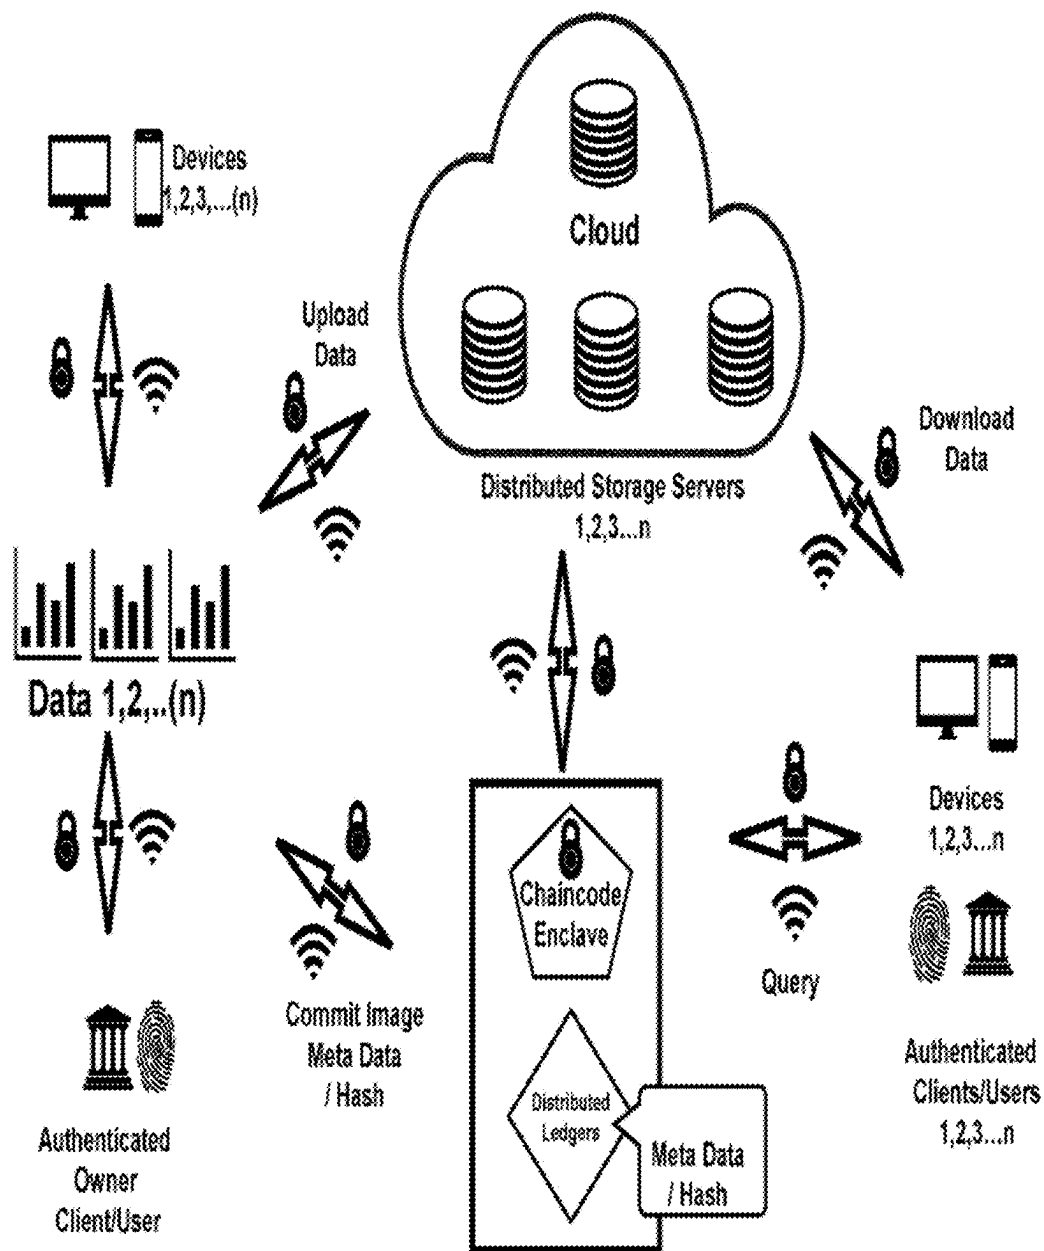 Devices
1,2,3,...(n)
Cloud
Upload
Data
Download
Data
Distributed Storage Servers
1,2,3...n
Data 1,2,..(n)
Devices
1,2,3...n
Chaincode
Enclave
Query
Commit Image
Meta Data
/ Hash
Authenticated
Clients/Users
1,2,3...n
Distributed
Ledgers
Meta Data
/ Hash
Authenticated
Owner
Client/User